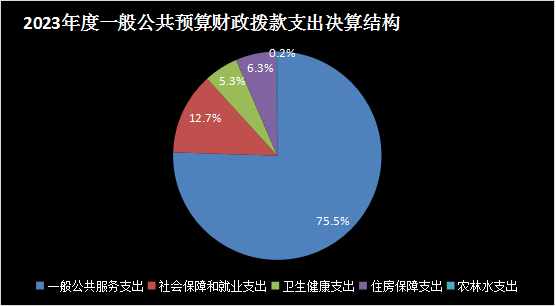 2023年度一般公共预算财政拨款支出决算结构
0.2%
6.3%
5.3%
12.7%
75.5%
一般公共服务支出 社会保障和就业支出 卫生健康支出 住房保障支出 农林水支出